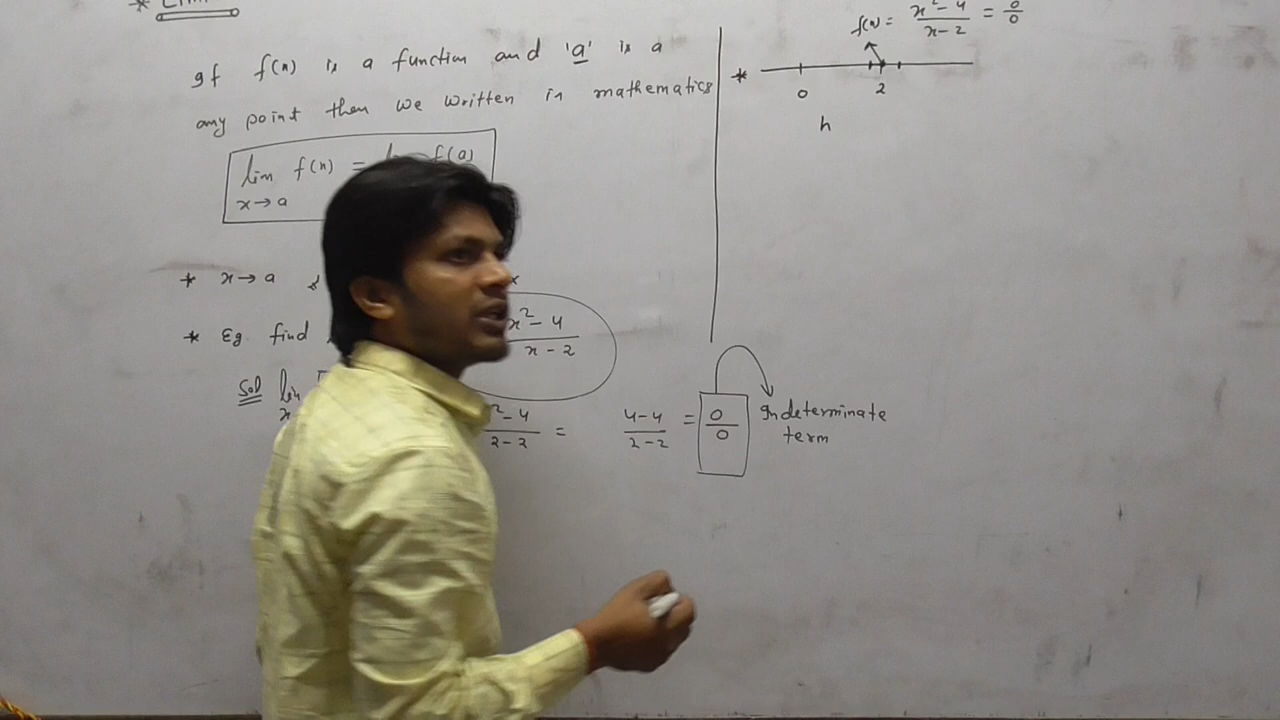 * Limi
If f(x) is a function and 'a' is a
any point then we written in mathematics
lim f(x) = f(a)
x→a
* x→a
* Eg. find x² - 4
x - 2
Sol lim ² - 4 / 2 - 2 = 4 - 4 / 2 - 2 = 0 / 0 Indeterminate
term
f(x) = x² - 4 / x - 2 = 0 / 0
*
0 2
h